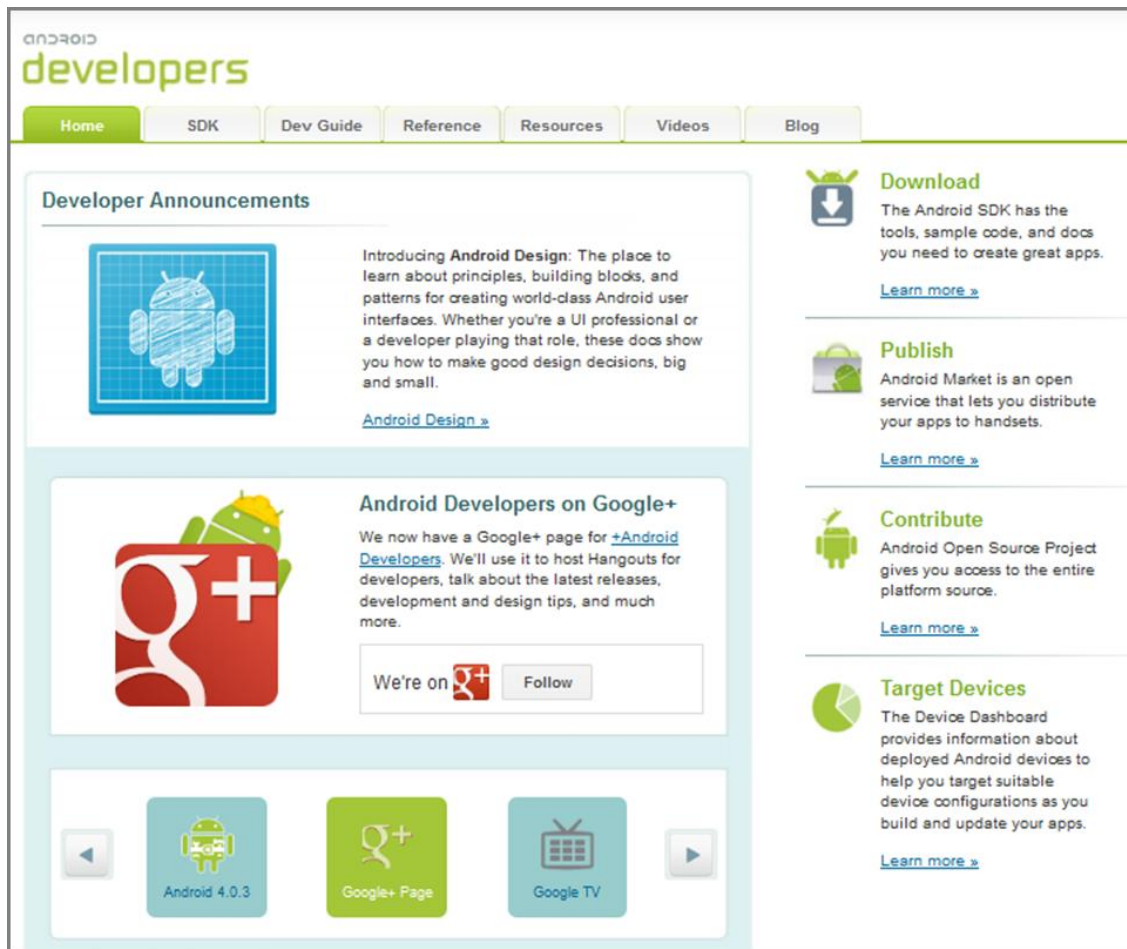 android
developers
Home SDK Dev Guide Reference Resources Videos Blog
Developer Announcements
Introducing Android Design: The place to
learn about principles, building blocks, and
patterns for creating world-class Android user
interfaces. Whether you're a UI professional or
a developer playing that role, these docs show
you how to make good design decisions, big
and small.
Android Design »
g+
Android Developers on Google+
We now have a Google+ page for +Android
Developers. We'll use it to host Hangouts for
developers, talk about the latest releases,
development and design tips, and much
more.
We're on g+ Follow
g+
Android 4.0.3 Google+ Page Google TV
Download
The Android SDK has the
tools, sample code, and docs
you need to create great apps.
Learn more »
Publish
Android Market is an open
service that lets you distribute
your apps to handsets.
Learn more »
Contribute
Android Open Source Project
gives you access to the entire
platform source.
Learn more »
Target Devices
The Device Dashboard
provides information about
deployed Android devices to
help you target suitable
device configurations as you
build and update your apps.
Learn more »